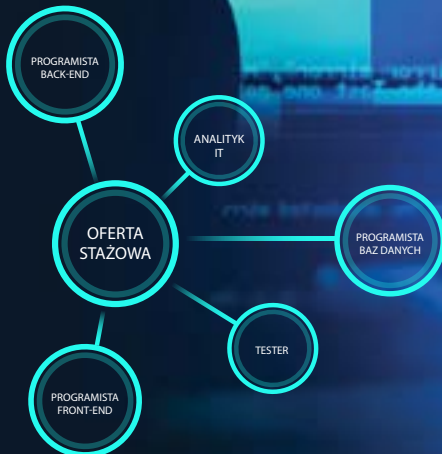 PROGRAMISTA
BACK-END
ANALITYK
IT
OFERTA
STAŻOWA
PROGRAMISTA
BAZ DANYCH
TESTER
PROGRAMISTA
FRONT-END